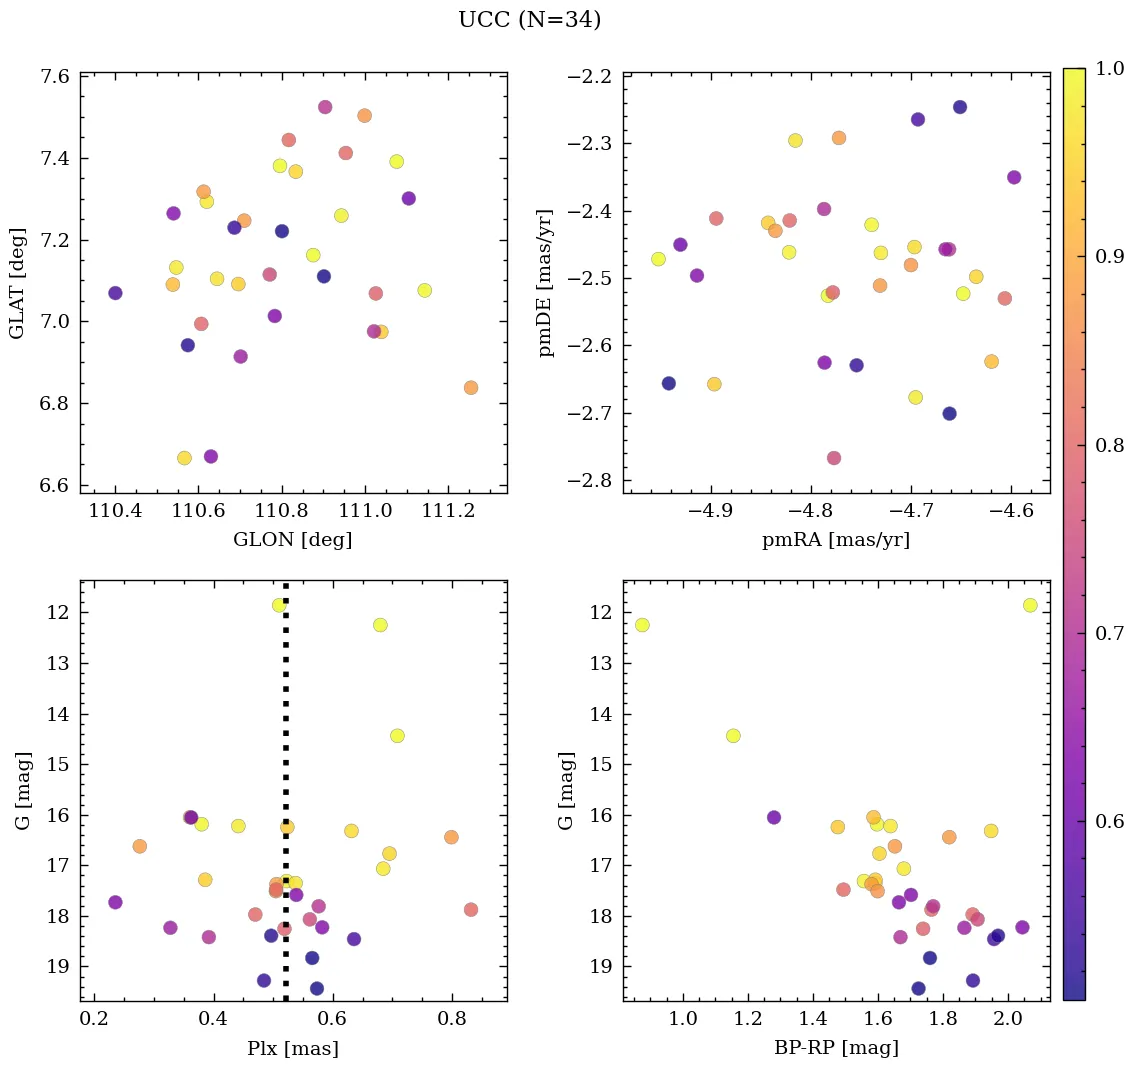 UCC (N=34)
7.6
7.4
7.2
7.0
6.8
6.6
GLAT [deg]
110.4 110.6 110.8 111.0 111.2
GLON [deg]
−2.2
−2.3
−2.4
−2.5
−2.6
−2.7
−2.8
pmDE [mas/yr]
−4.9 −4.8 −4.7 −4.6
pmRA [mas/yr]
12
13
14
15
16
17
18
19
G [mag]
0.2 0.4 0.6 0.8
Plx [mas]
12
13
14
15
16
17
18
19
G [mag]
1.0 1.2 1.4 1.6 1.8 2.0
BP-RP [mag]
1.0
0.9
0.8
0.7
0.6